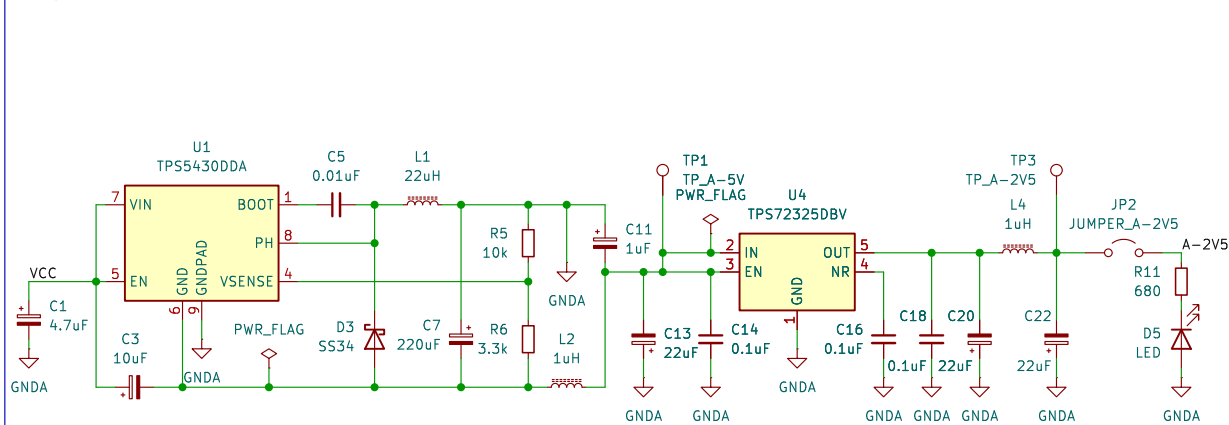 U1
TPS5430DDA
7
VIN
BOOT
1
PH
8
5
EN
GND
GNDPAD
VSENSE
4
6
9
VCC
C1
4.7uF
GNDA
C3
10uF
GNDA
PWR_FLAG
C5
0.01uF
L1
22uH
D3
SS34
C7
220uF
R5
10k
R6
3.3k
GNDA
L2
1uH
C11
1uF
TP1
TP_A-5V
PWR_FLAG
C13
22uF
GNDA
C14
0.1uF
GNDA
U4
TPS72325DBV
2
IN
OUT
5
3
EN
NR
4
GND
1
GNDA
C16
0.1uF
GNDA
C18
0.1uF
GNDA
C20
22uF
GNDA
L4
1uH
TP3
TP_A-2V5
C22
22uF
GNDA
JP2
JUMPER_A-2V5
A-2V5
R11
680
D5
LED
GNDA